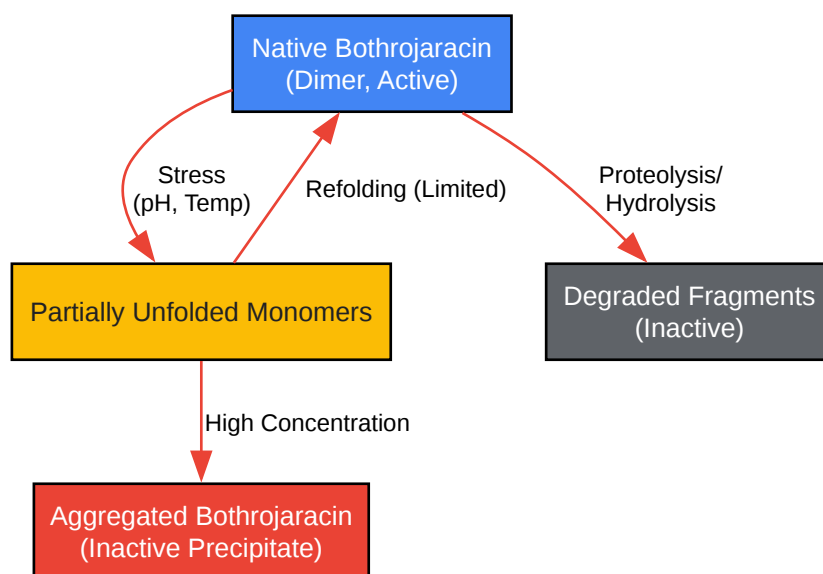 Native Bothrojaracin
(Dimer, Active)
Stress
(pH, Temp)
Refolding (Limited)
Proteolysis/
Hydrolysis
Partially Unfolded Monomers
Degraded Fragments
(Inactive)
High Concentration
Aggregated Bothrojaracin
(Inactive Precipitate)